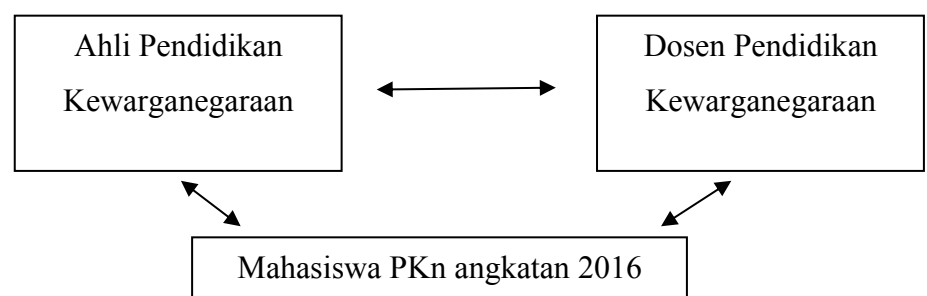 Ahli Pendidikan
Kewarganegaraan
Dosen Pendidikan
Kewarganegaraan
Mahasiswa PKn angkatan 2016